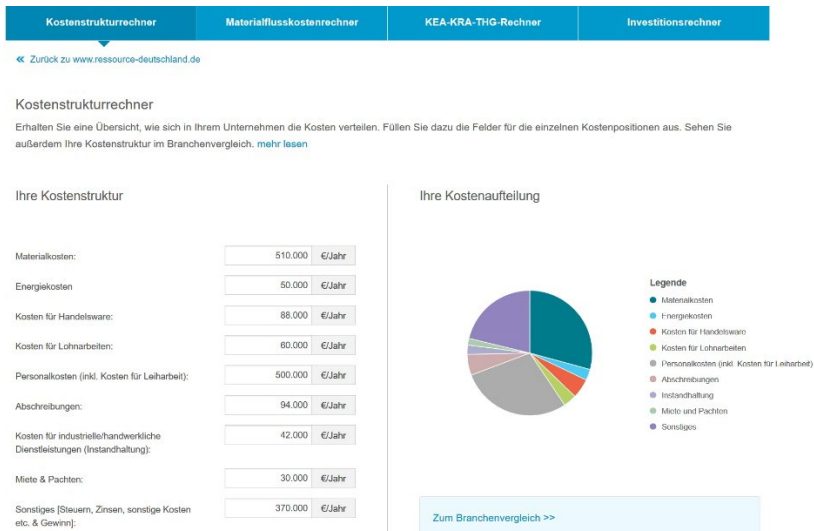 Kostenstrukturrechner
Materialflusskostenrechner
KEA-KRA-THG-Rechner
Investitionsrechner
« Zurück zu www.ressource-deutschland.de
Kostenstrukturrechner
Erhalten Sie eine Übersicht, wie sich in Ihrem Unternehmen die Kosten verteilen. Füllen Sie dazu die Felder für die einzelnen Kostenpositionen aus. Sehen Sie
außerdem Ihre Kostenstruktur im Branchenvergleich. mehr lesen
Ihre Kostenstruktur
Materialkosten: 510.000 €/Jahr
Energiekosten 50.000 €/Jahr
Kosten für Handelsware: 88.000 €/Jahr
Kosten für Lohnarbeiten: 60.000 €/Jahr
Personalkosten (inkl. Kosten für Leiharbeit): 500.000 €/Jahr
Abschreibungen: 94.000 €/Jahr
Kosten für industrielle/handwerkliche 42.000 €/Jahr
Dienstleistungen (Instandhaltung):
Miete & Pachten: 30.000 €/Jahr
Sonstiges [Steuern, Zinsen, sonstige Kosten 370.000 €/Jahr
etc. & Gewinn]:
Ihre Kostenaufteilung
Legende
Materialkosten
Energiekosten
Kosten für Handelsware
Kosten für Lohnarbeiten
Personalkosten (inkl. Kosten für Leiharbeit)
Abschreibungen
Instandhaltung
Miete und Pachten
Sonstiges
Zum Branchenvergleich >>